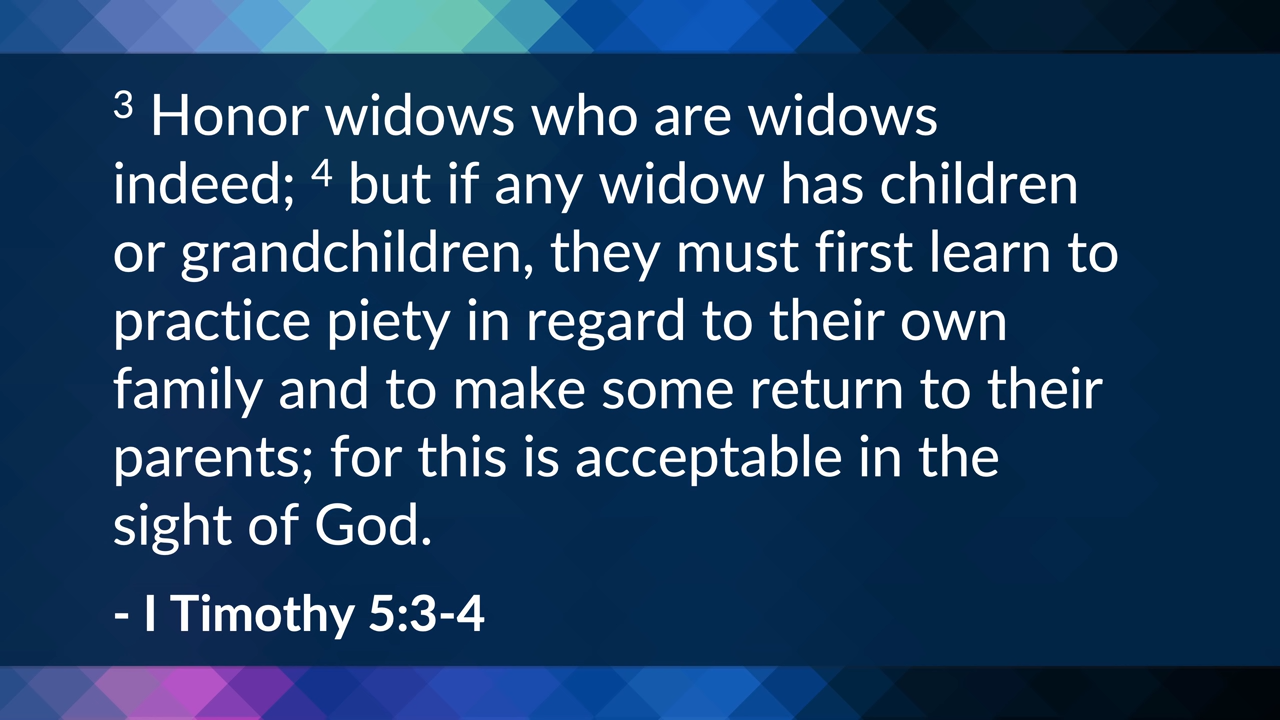 ³ Honor widows who are widows
indeed; ⁴ but if any widow has children
or grandchildren, they must first learn to
practice piety in regard to their own
family and to make some return to their
parents; for this is acceptable in the
sight of God.
- I Timothy 5:3-4